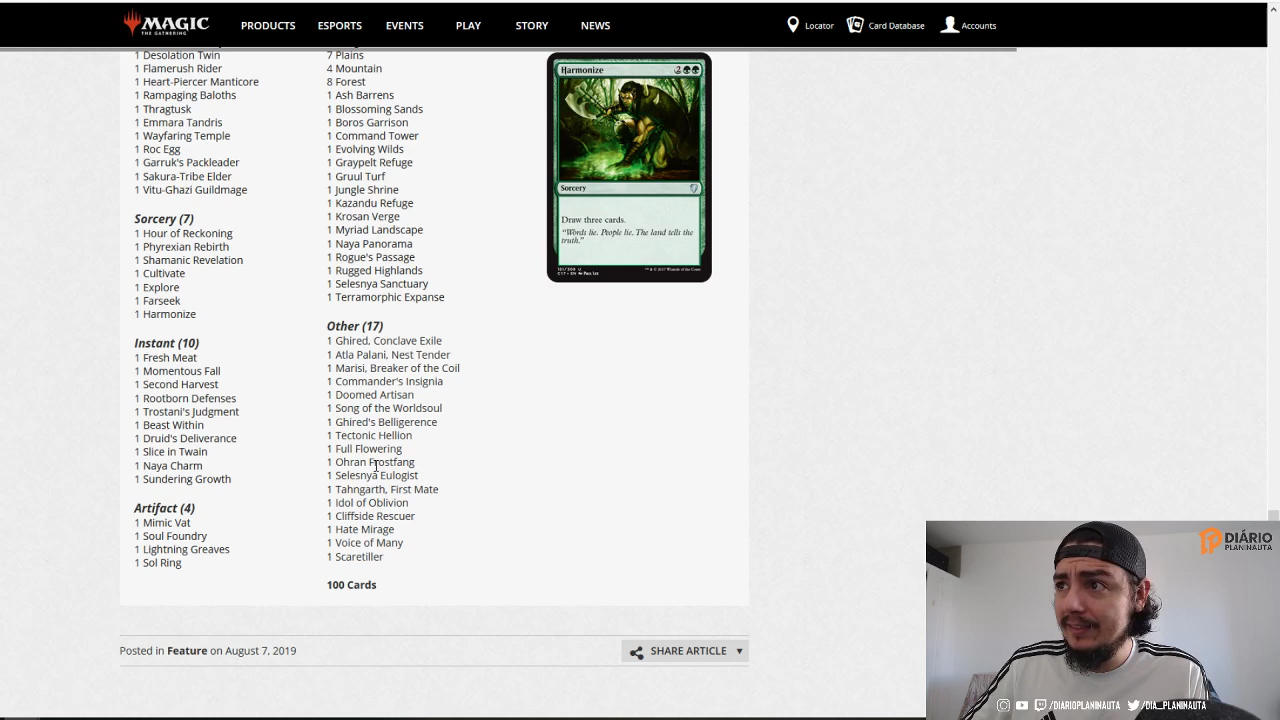 MAGIC
THE GATHERING
PRODUCTS
ESPORTS
EVENTS
PLAY
STORY
NEWS
Locator
Card Database
Accounts
1 Desolation Twin
1 Flamerush Rider
1 Heart-Piercer Manticore
1 Rampaging Baloths
1 Thragtusk
1 Emmara Tandris
1 Wayfaring Temple
1 Roc Egg
1 Garruk's Packleader
1 Sakura-Tribe Elder
1 Vitu-Ghazi Guildmage
Sorcery (7)
1 Hour of Reckoning
1 Phyrexian Rebirth
1 Shamanic Revelation
1 Cultivate
1 Explore
1 Farseek
1 Harmonize
Instant (10)
1 Fresh Meat
1 Momentous Fall
1 Second Harvest
1 Rootborn Defenses
1 Trostani's Judgment
1 Beast Within
1 Druid's Deliverance
1 Slice in Twain
1 Naya Charm
1 Sundering Growth
Artifact (4)
1 Mimic Vat
1 Soul Foundry
1 Lightning Greaves
1 Sol Ring
7 Plains
4 Mountain
8 Forest
1 Ash Barrens
1 Blossoming Sands
1 Boros Garrison
1 Command Tower
1 Evolving Wilds
1 Graypelt Refuge
1 Gruul Turf
1 Jungle Shrine
1 Kazandu Refuge
1 Krosan Verge
1 Myriad Landscape
1 Naya Panorama
1 Rogue's Passage
1 Rugged Highlands
1 Selesnya Sanctuary
1 Terramorphic Expanse
Other (17)
1 Ghired, Conclave Exile
1 Atla Palani, Nest Tender
1 Marisi, Breaker of the Coil
1 Commander's Insignia
1 Doomed Artisan
1 Song of the Worldsoul
1 Ghired's Belligerence
1 Tectonic Hellion
1 Full Flowering
1 Ohran Frostfang
1 Selesnya Eulogist
1 Tahngarth, First Mate
1 Idol of Oblivion
1 Cliffside Rescuer
1 Hate Mirage
1 Voice of Many
1 Scaretiller
100 Cards
Harmonize 2
Sorcery
Draw three cards.
"Words lie. People lie. The land tells the
truth."
Posted in Feature on August 7, 2019
SHARE ARTICLE
DIÁRIO
PLANINAUTA
/DIARIOPLANINAUTA
/DIA_PLANINAUTA